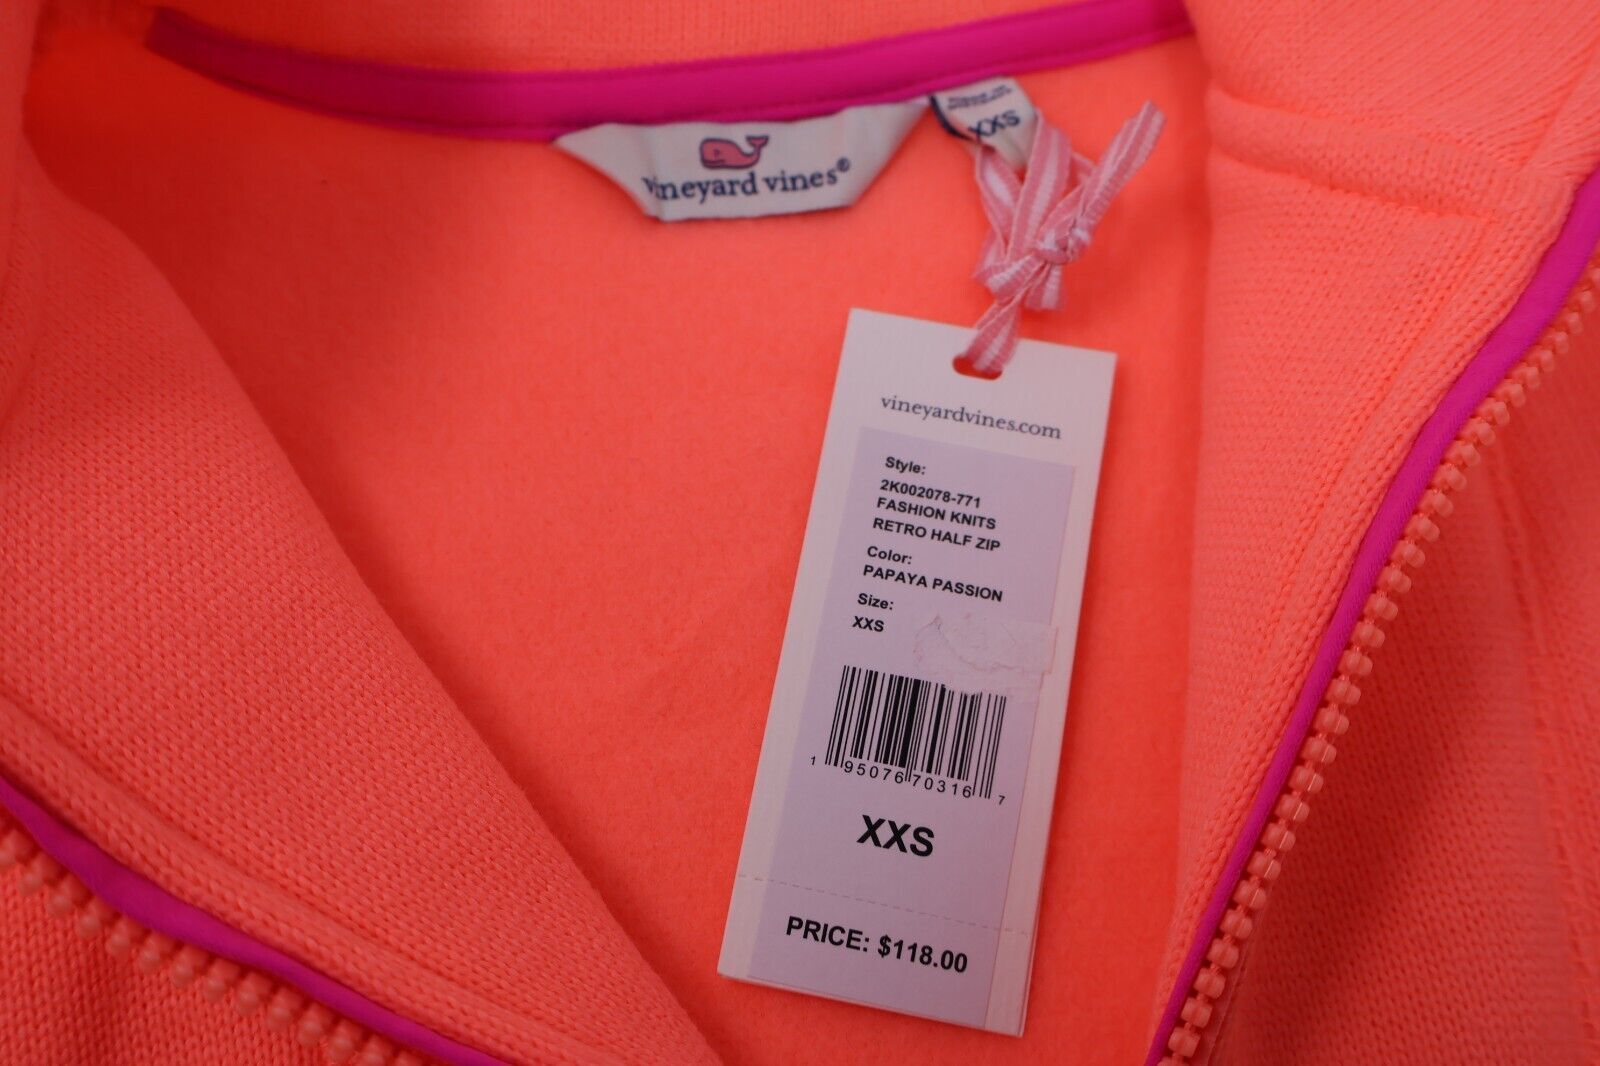 vineyard vines®
XXS
vineyardvines.com
Style:
2K002078-771
FASHION KNITS
RETRO HALF ZIP
Color:
PAPAYA PASSION
Size:
XXS
1 95076 70316 7
XXS
PRICE: $118.00